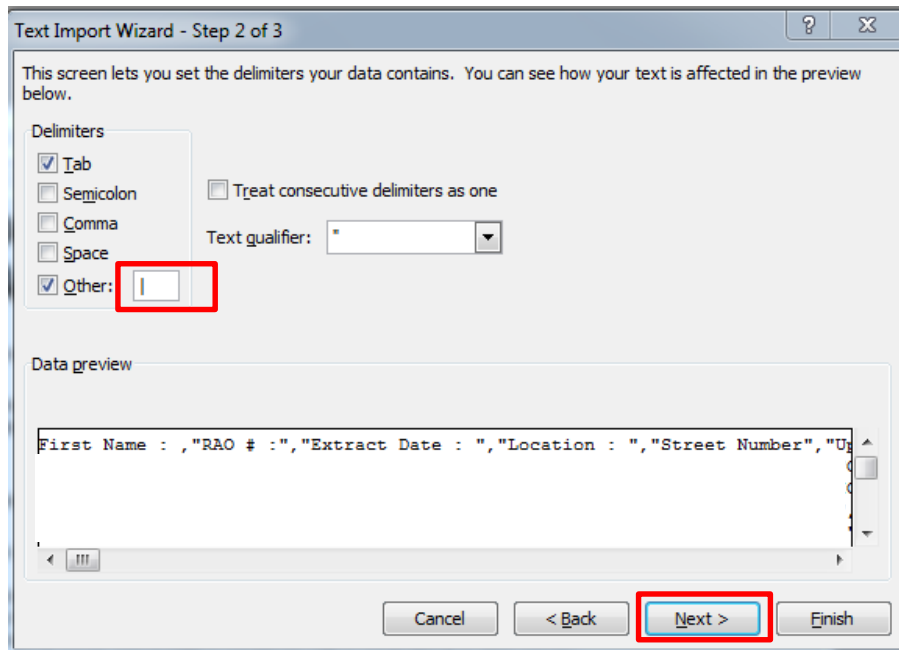 Text Import Wizard - Step 2 of 3
This screen lets you set the delimiters your data contains. You can see how your text is affected in the preview
below.
Delimiters
Tab
Semicolon
Comma
Space
Other: |
Treat consecutive delimiters as one
Text qualifier: "
Data preview
First Name : ,"RAO # :","Extract Date : ","Location : ","Street Number","Up
Cancel
< Back
Next >
Finish